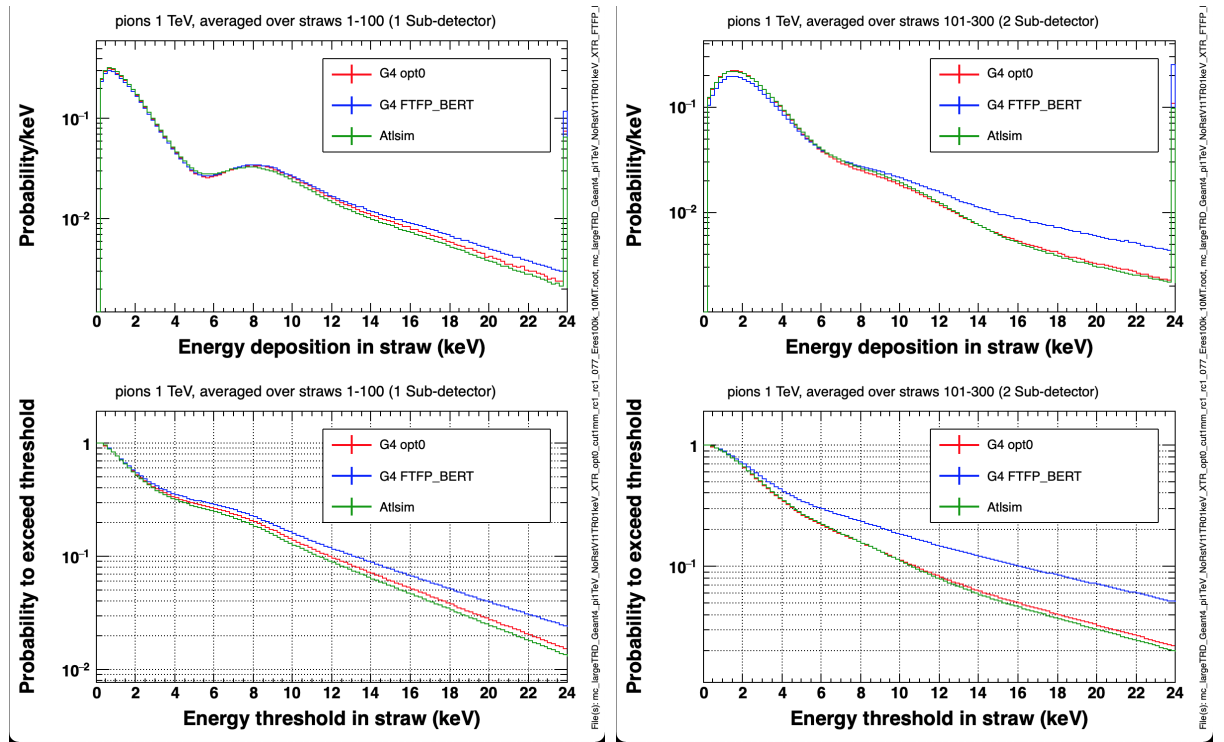 pions 1 TeV, averaged over straws 1-100 (1 Sub-detector)
Probability/keV
10⁻¹
10⁻²
G4 opt0
G4 FTFP_BERT
Atlsim
0 2 4 6 8 10 12 14 16 18 20 22 24
Energy deposition in straw (keV)
pions 1 TeV, averaged over straws 101-300 (2 Sub-detector)
Probability/keV
10⁻¹
10⁻²
G4 opt0
G4 FTFP_BERT
Atlsim
0 2 4 6 8 10 12 14 16 18 20 22 24
Energy deposition in straw (keV)
pions 1 TeV, averaged over straws 1-100 (1 Sub-detector)
Probability to exceed threshold
1
10⁻¹
10⁻²
G4 opt0
G4 FTFP_BERT
Atlsim
0 2 4 6 8 10 12 14 16 18 20 22 24
Energy threshold in straw (keV)
File(s): mc_largeTRD_Geant4_pi1TeV_NoRstV11TR01keV_XTR_opt0_cut1mm_rc1_rc1_077_Eres100k_10MT.root, mc_largeTRD_Geant4_pi1TeV_NoRstV11TR01keV_XTR_FTFP_
pions 1 TeV, averaged over straws 101-300 (2 Sub-detector)
Probability to exceed threshold
1
10⁻¹
G4 opt0
G4 FTFP_BERT
Atlsim
0 2 4 6 8 10 12 14 16 18 20 22 24
Energy threshold in straw (keV)
File(s): mc_largeTRD_Geant4_pi1TeV_NoRstV11TR01keV_XTR_opt0_cut1mm_rc1_rc1_077_Eres100k_10MT.root, mc_largeTRD_Geant4_pi1TeV_NoRstV11TR01keV_XTR_FTFP_